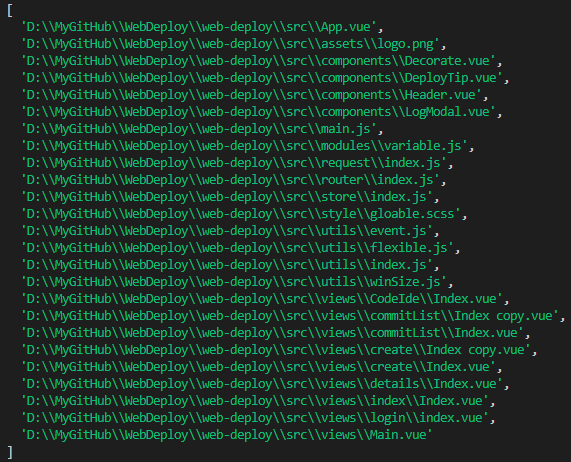 [
'D:\\MyGitHub\\WebDeploy\\web-deploy\\src\\App.vue',
'D:\\MyGitHub\\WebDeploy\\web-deploy\\src\\assets\\logo.png',
'D:\\MyGitHub\\WebDeploy\\web-deploy\\src\\components\\Decorate.vue',
'D:\\MyGitHub\\WebDeploy\\web-deploy\\src\\components\\DeployTip.vue',
'D:\\MyGitHub\\WebDeploy\\web-deploy\\src\\components\\Header.vue',
'D:\\MyGitHub\\WebDeploy\\web-deploy\\src\\components\\LogModal.vue',
'D:\\MyGitHub\\WebDeploy\\web-deploy\\src\\main.js',
'D:\\MyGitHub\\WebDeploy\\web-deploy\\src\\modules\\variable.js',
'D:\\MyGitHub\\WebDeploy\\web-deploy\\src\\request\\index.js',
'D:\\MyGitHub\\WebDeploy\\web-deploy\\src\\router\\index.js',
'D:\\MyGitHub\\WebDeploy\\web-deploy\\src\\store\\index.js',
'D:\\MyGitHub\\WebDeploy\\web-deploy\\src\\style\\gloable.scss',
'D:\\MyGitHub\\WebDeploy\\web-deploy\\src\\utils\\event.js',
'D:\\MyGitHub\\WebDeploy\\web-deploy\\src\\utils\\flexible.js',
'D:\\MyGitHub\\WebDeploy\\web-deploy\\src\\utils\\index.js',
'D:\\MyGitHub\\WebDeploy\\web-deploy\\src\\utils\\winSize.js',
'D:\\MyGitHub\\WebDeploy\\web-deploy\\src\\views\\CodeIde\\Index.vue',
'D:\\MyGitHub\\WebDeploy\\web-deploy\\src\\views\\commitList\\Index copy.vue',
'D:\\MyGitHub\\WebDeploy\\web-deploy\\src\\views\\commitList\\Index.vue',
'D:\\MyGitHub\\WebDeploy\\web-deploy\\src\\views\\create\\Index copy.vue',
'D:\\MyGitHub\\WebDeploy\\web-deploy\\src\\views\\create\\Index.vue',
'D:\\MyGitHub\\WebDeploy\\web-deploy\\src\\views\\details\\Index.vue',
'D:\\MyGitHub\\WebDeploy\\web-deploy\\src\\views\\index\\Index.vue',
'D:\\MyGitHub\\WebDeploy\\web-deploy\\src\\views\\login\\index.vue',
'D:\\MyGitHub\\WebDeploy\\web-deploy\\src\\views\\Main.vue'
]